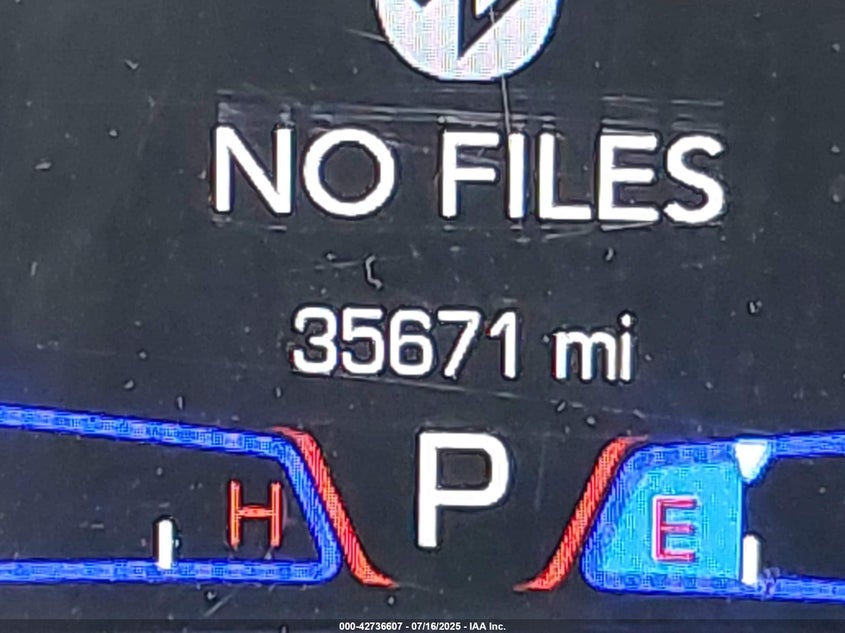 NO FILES
35671 mi
P
H
E
000-42736607 - 07/16/2025 - IAA Inc.